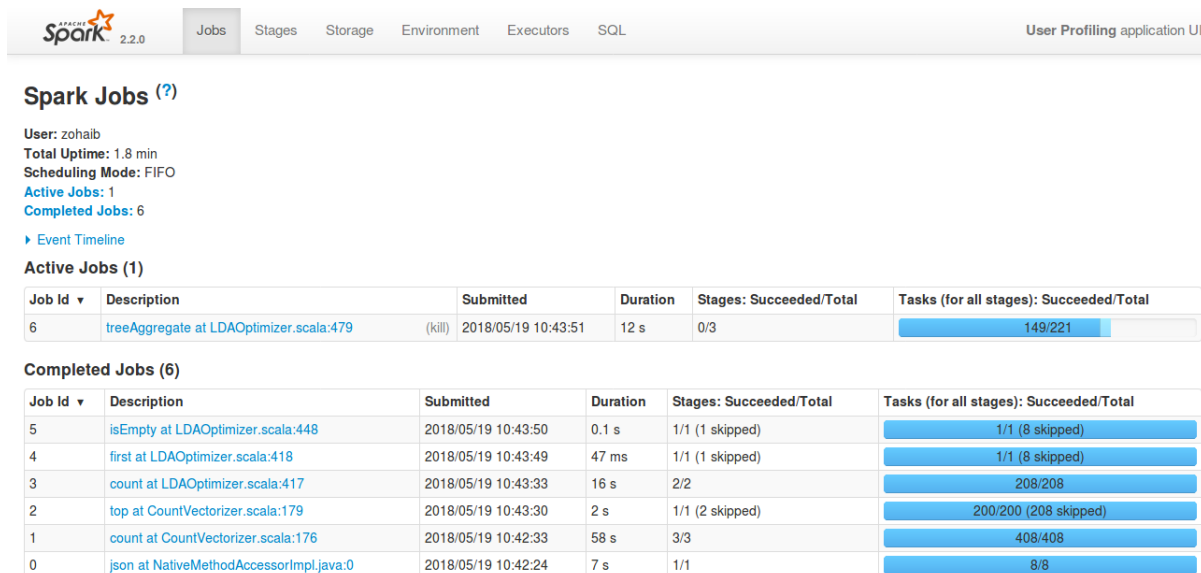 APACHE Spark 2.2.0 Jobs Stages Storage Environment Executors SQL User Profiling application UI
Spark Jobs (?)
User: zohaib
Total Uptime: 1.8 min
Scheduling Mode: FIFO
Active Jobs: 1
Completed Jobs: 6
Event Timeline
Active Jobs (1)
Job Id ▾ Description Submitted Duration Stages: Succeeded/Total Tasks (for all stages): Succeeded/Total
6 treeAggregate at LDAOptimizer.scala:479 (kill) 2018/05/19 10:43:51 12 s 0/3 149/221
Completed Jobs (6)
Job Id ▾ Description Submitted Duration Stages: Succeeded/Total Tasks (for all stages): Succeeded/Total
5 isEmpty at LDAOptimizer.scala:448 2018/05/19 10:43:50 0.1 s 1/1 (1 skipped) 1/1 (8 skipped)
4 first at LDAOptimizer.scala:418 2018/05/19 10:43:49 47 ms 1/1 (1 skipped) 1/1 (8 skipped)
3 count at LDAOptimizer.scala:417 2018/05/19 10:43:33 16 s 2/2 208/208
2 top at CountVectorizer.scala:179 2018/05/19 10:43:30 2 s 1/1 (2 skipped) 200/200 (208 skipped)
1 count at CountVectorizer.scala:176 2018/05/19 10:42:33 58 s 3/3 408/408
0 json at NativeMethodAccessorImpl.java:0 2018/05/19 10:42:24 7 s 1/1 8/8